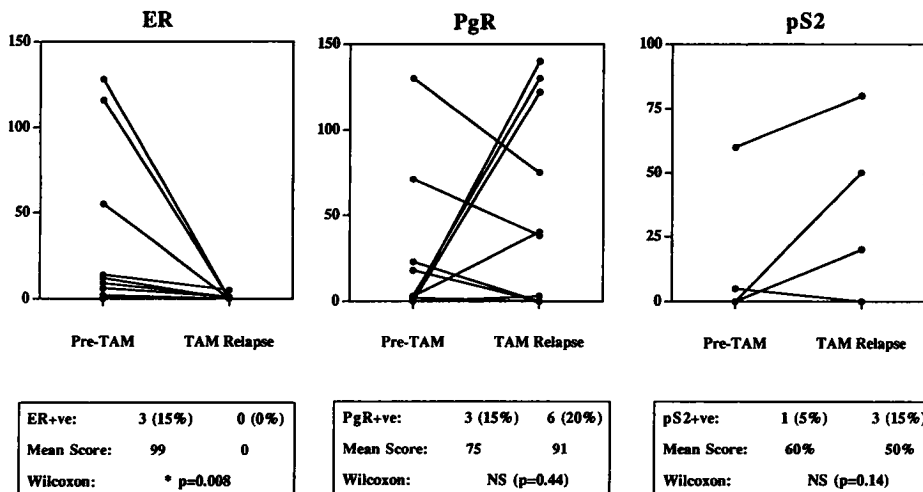 ER PgR pS2
150 150 100
100 100 75
50 50 50
25
0 0 0
Pre-TAM TAM Relapse Pre-TAM TAM Relapse Pre-TAM TAM Relapse
ER+ve: 3 (15%) 0 (0%)
Mean Score: 99 0
Wilcoxon: * p=0.008
PgR+ve: 3 (15%) 6 (20%)
Mean Score: 75 91
Wilcoxon: NS (p=0.44)
pS2+ve: 1 (5%) 3 (15%)
Mean Score: 60% 50%
Wilcoxon: NS (p=0.14)